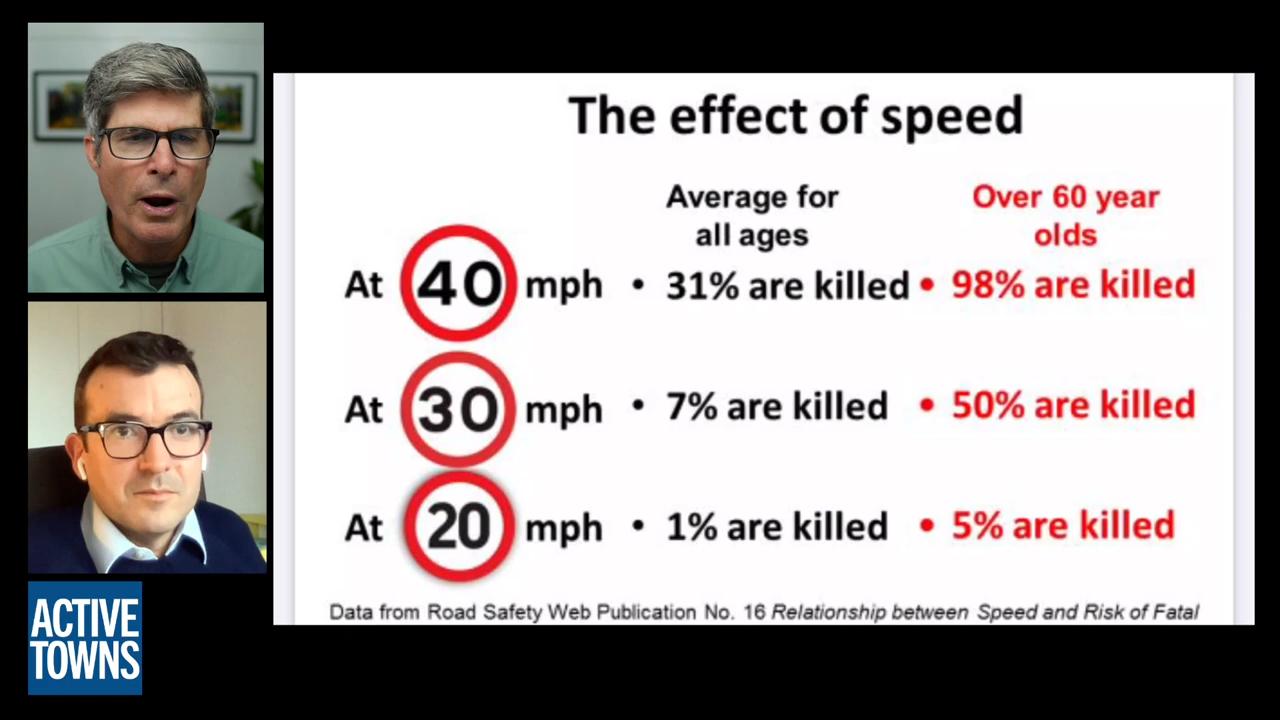 The effect of speed
Average for
all ages
Over 60 year
olds
At 40 mph • 31% are killed • 98% are killed
At 30 mph • 7% are killed • 50% are killed
At 20 mph • 1% are killed • 5% are killed
Data from Road Safety Web Publication No. 16 Relationship between Speed and Risk of Fatal
ACTIVE
TOWNS